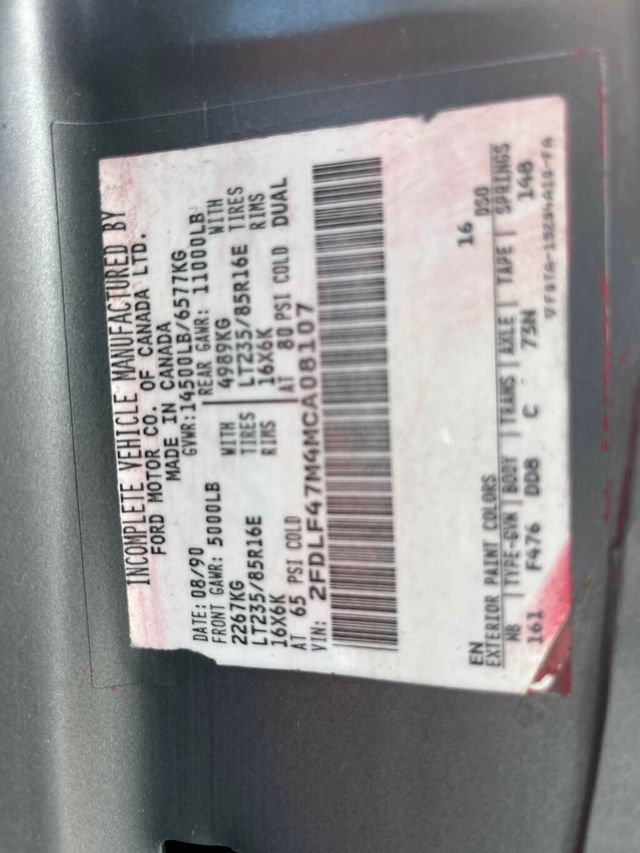 INCOMPLETE VEHICLE MANUFACTURED BY
FORD MOTOR CO. OF CANADA LTD.
MADE IN CANADA
DATE: 08/90 GVWR: 14500LB/6577KG
FRONT GAWR: 5000LB REAR GAWR: 11000LB
2267KG WITH 4989KG WITH
LT235/85R16E TIRES LT235/85R16E TIRES
16X6K RIMS 16X6K RIMS
AT 65 PSI COLD AT 80 PSI COLD DUAL
VIN: 2FDLF47M4MCA08107
16
EN DSO
EXTERIOR PAINT COLORS
WB | TYPE-GVW | BODY | TRANS | AXLE | TAPE | SPRINGS
161 F476 DD8 C 75N 148